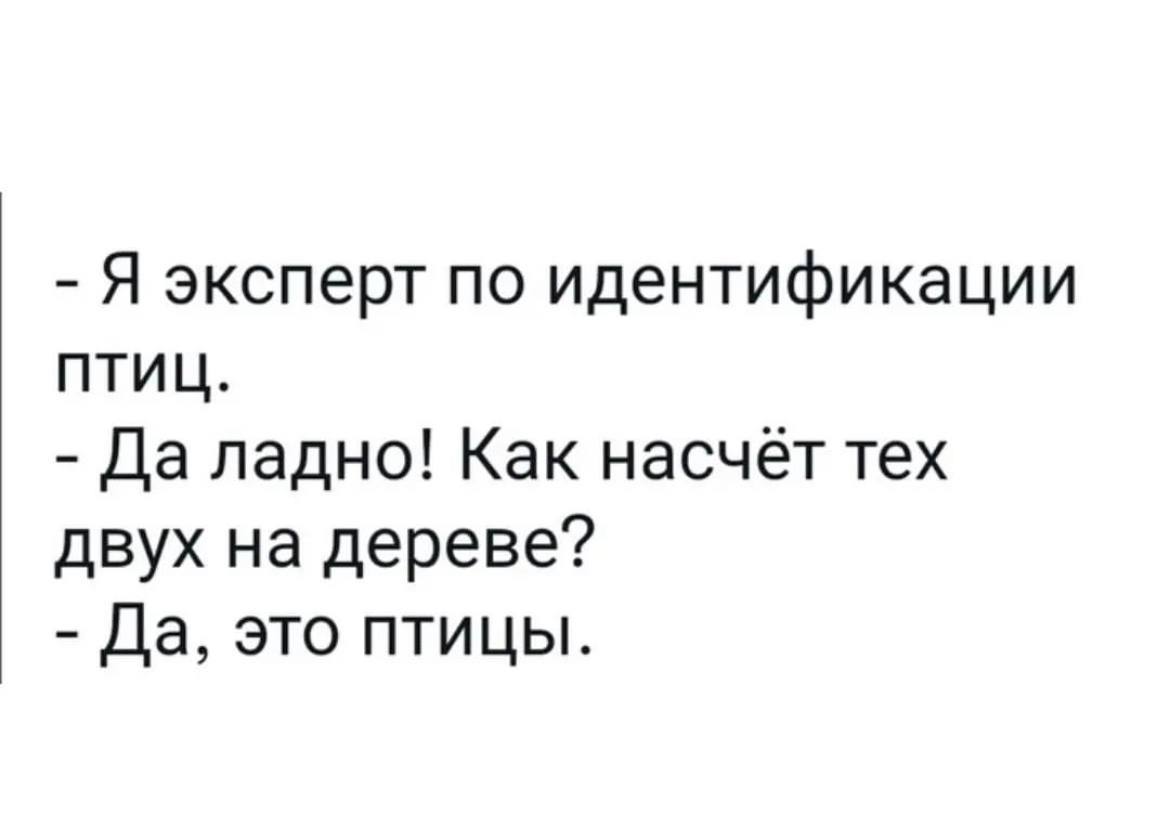 - Я эксперт по идентификации
птиц.
- Да ладно! Как насчёт тех
двух на дереве?
- Да, это птицы.